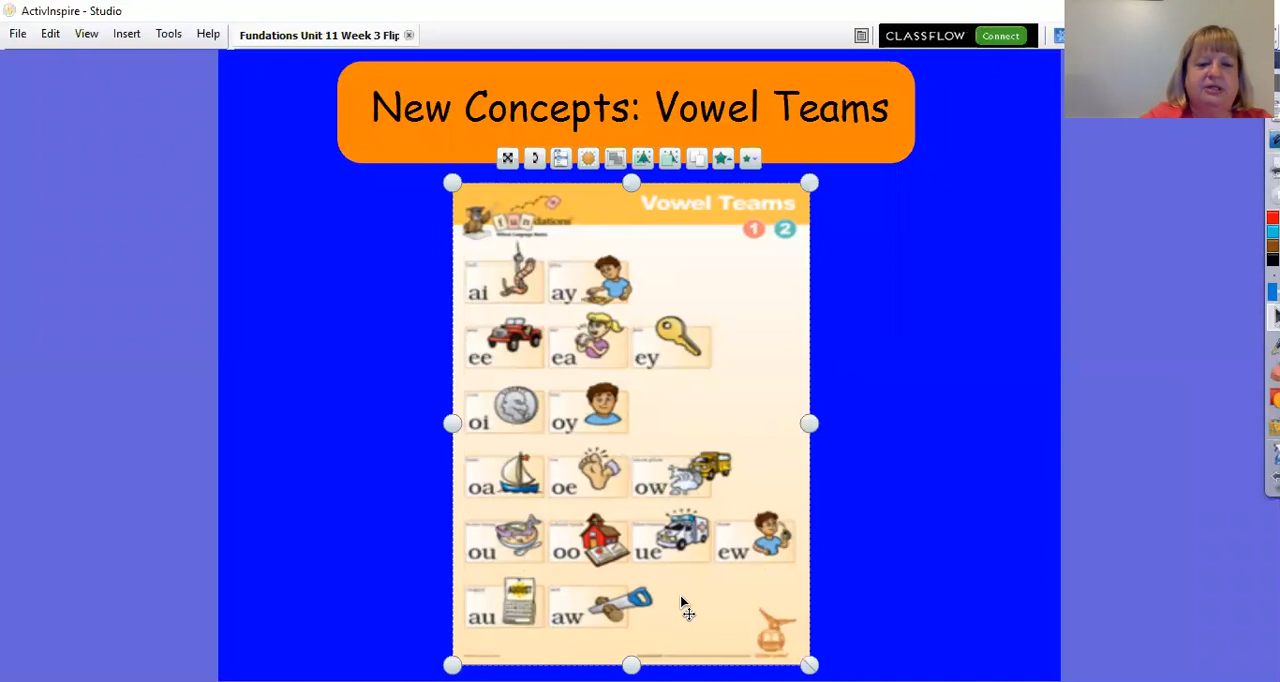 ActivInspire - Studio
File Edit View Insert Tools Help
Fundations Unit 11 Week 3 Flip
CLASSFLOW Connect
New Concepts: Vowel Teams
Vowel Teams
fundations
1 2
ai ay
ee ea ey
oi oy
oa oe ow
ou oo ue ew
au aw
AUGUST